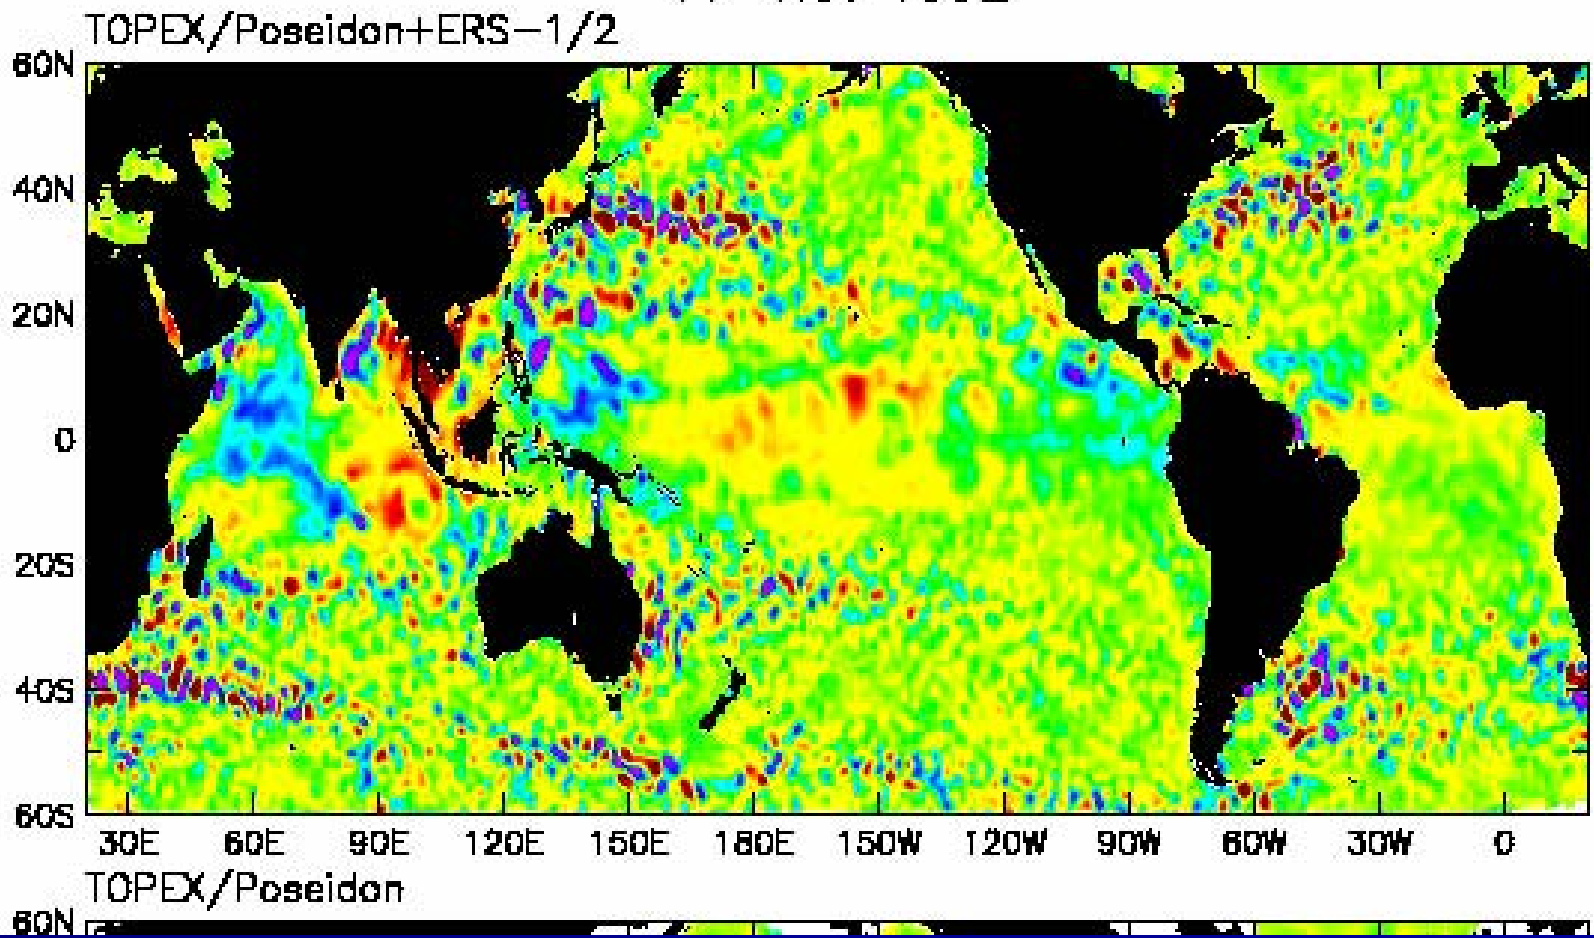 TOPEX/Poseidon+ERS-1/2
60N
40N
20N
0
20S
40S
60S
30E 60E 90E 120E 150E 180E 150W 120W 90W 60W 30W 0
TOPEX/Poseidon
60N